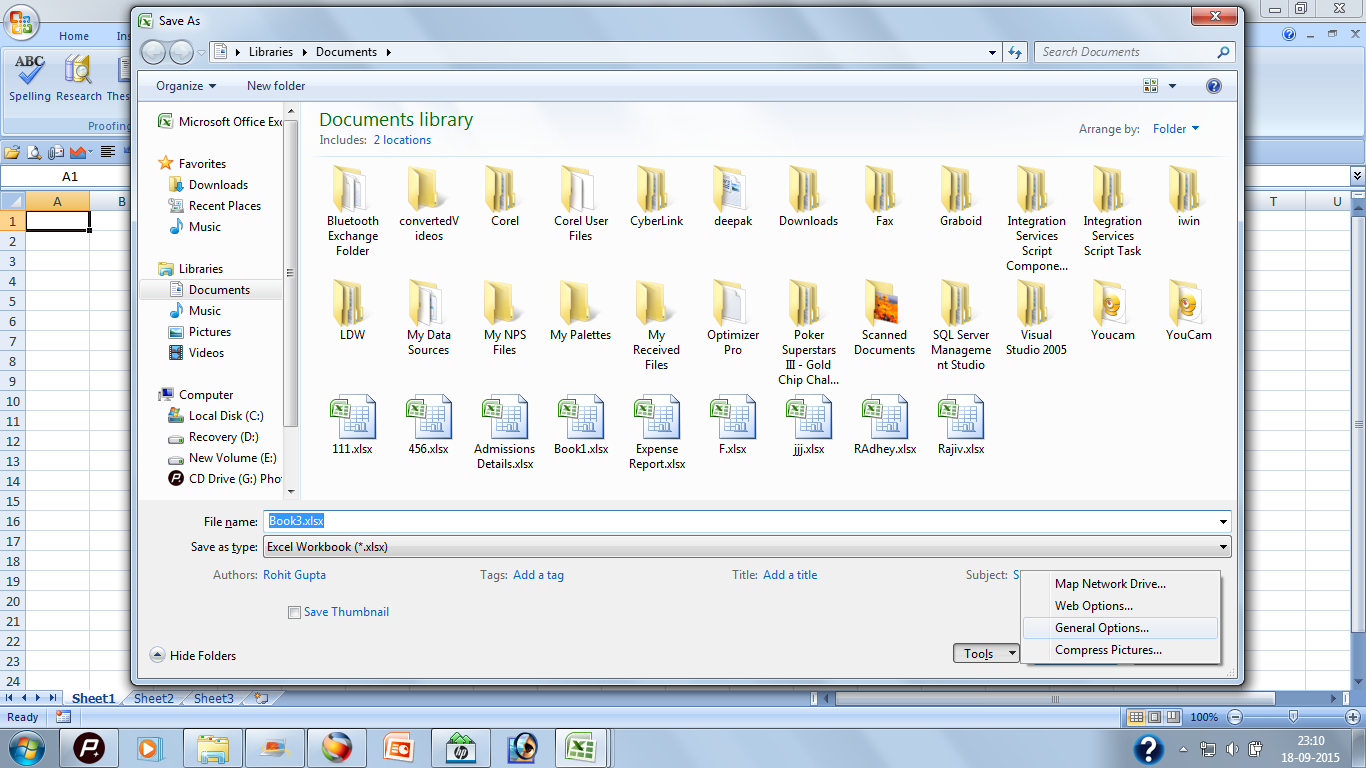 Save As
Home
Ins
Libraries
Documents
Search Documents
ABC
Spelling Research Thes
Proofing
Organize
New folder
Microsoft Office Exc
Documents library
Includes: 2 locations
Arrange by: Folder
Favorites
Downloads
Recent Places
Music
Libraries
Documents
Music
Pictures
Videos
Computer
Local Disk (C:)
Recovery (D:)
New Volume (E:)
CD Drive (G:) Pho
Bluetooth
Exchange
Folder
convertedV
ideos
Corel
Corel User
Files
CyberLink
deepak
Downloads
Fax
Graboid
Integration
Services
Script
Compone...
Integration
Services
Script Task
iwin
LDW
My Data
Sources
My NPS
Files
My Palettes
My
Received
Files
Optimizer
Pro
Poker
Superstars
III - Gold
Chip Chal...
Scanned
Documents
SQL Server
Manageme
nt Studio
Visual
Studio 2005
Youcam
YouCam
111.xlsx
456.xlsx
Admissions
Details.xlsx
Book1.xlsx
Expense
Report.xlsx
F.xlsx
jjj.xlsx
RAdhey.xlsx
Rajiv.xlsx
A1
A
B
T
U
1
2
3
4
5
6
7
8
9
10
11
12
13
14
15
16
17
18
19
20
21
22
23
24
File name: Book3.xlsx
Save as type: Excel Workbook (*.xlsx)
Authors: Rohit Gupta
Tags: Add a tag
Title: Add a title
Subject: S
Save Thumbnail
Map Network Drive...
Web Options...
General Options...
Compress Pictures...
Hide Folders
Tools
Sheet1 Sheet2 Sheet3
Ready
100%
hp
23:10
18-09-2015